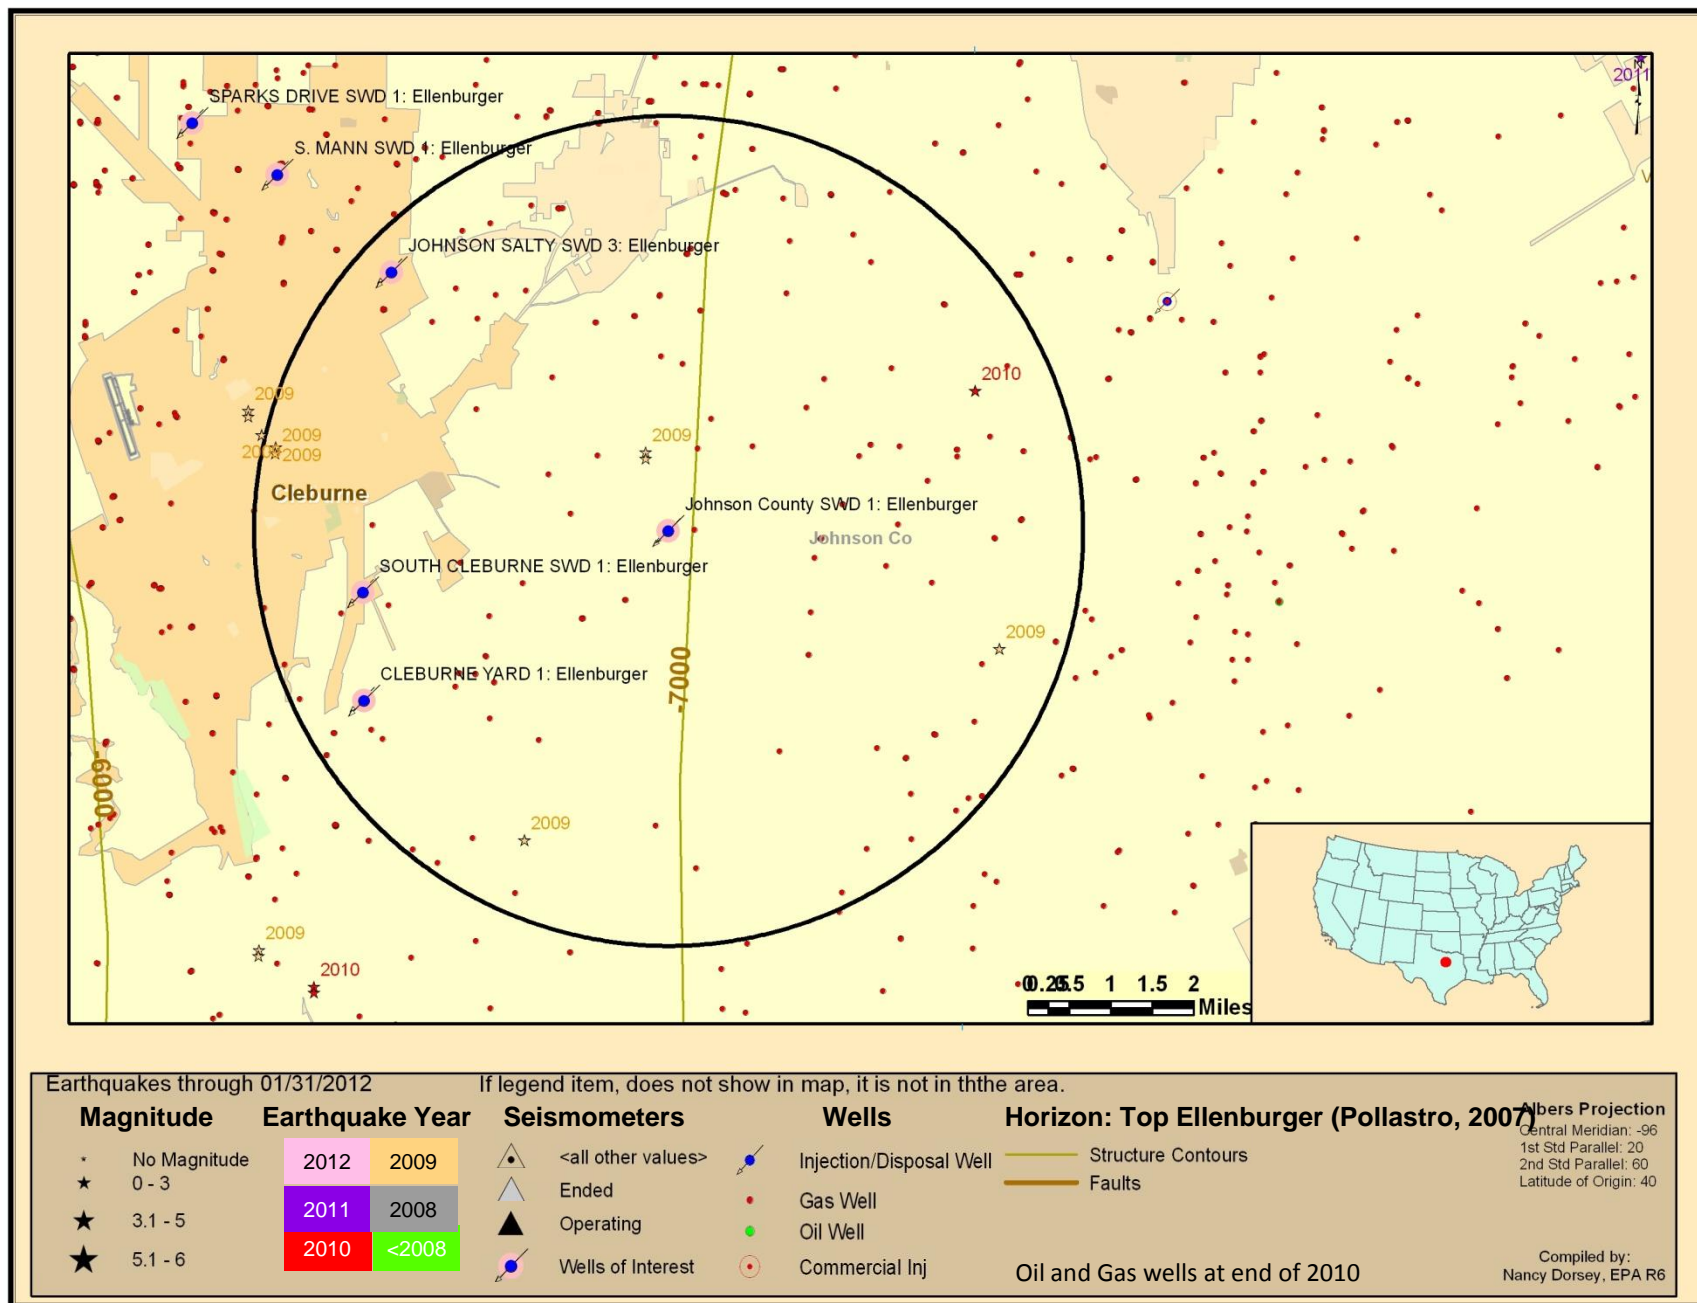 2011
N
SPARKS DRIVE SWD 1: Ellenburger
S. MANN SWD 1: Ellenburger
JOHNSON SALTY SWD 3: Ellenburger
2010
2009
2009
2009
2009
Cleburne
Johnson County SWD 1: Ellenburger
Johnson Co
SOUTH CLEBURNE SWD 1: Ellenburger
2009
-7000
CLEBURNE YARD 1: Ellenburger
-6000
2009
2009
2010
0 0.25 0.5 1 1.5 2
Miles
Earthquakes through 01/31/2012
If legend item, does not show in map, it is not in ththe area.
Magnitude
No Magnitude
0 - 3
3.1 - 5
5.1 - 6
Earthquake Year
2012 2009
2011 2008
2010 <2008
Seismometers
<all other values>
Ended
Operating
Wells of Interest
Wells
Injection/Disposal Well
Gas Well
Oil Well
Commercial Inj
Horizon: Top Ellenburger (Pollastro, 2007)
Structure Contours
Faults
Oil and Gas wells at end of 2010
Albers Projection
Central Meridian: -96
1st Std Parallel: 20
2nd Std Parallel: 60
Latitude of Origin: 40
Compiled by:
Nancy Dorsey, EPA R6